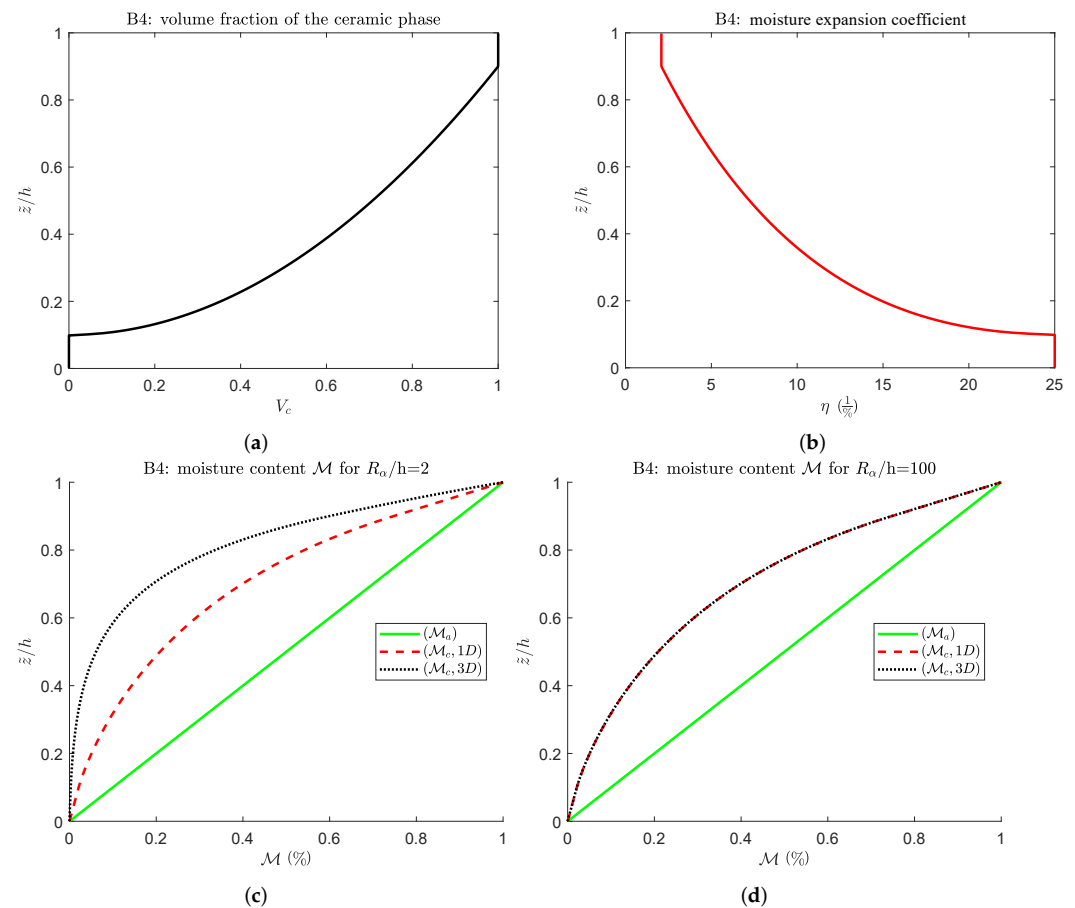 B4: volume fraction of the ceramic phase
1
0.8
0.6
0.4
0.2
0
z̃/h
0 0.2 0.4 0.6 0.8 1
V_c
(a)
B4: moisture expansion coefficient
1
0.8
0.6
0.4
0.2
0
z̃/h
0 5 10 15 20 25
η (1/%)
(b)
B4: moisture content ℳ for R_α/h=2
1
0.8
0.6
0.4
0.2
0
z̃/h
(ℳ_a)
(ℳ_c, 1D)
(ℳ_c, 3D)
0 0.2 0.4 0.6 0.8 1
ℳ (%)
(c)
B4: moisture content ℳ for R_α/h=100
1
0.8
0.6
0.4
0.2
0
z̃/h
(ℳ_a)
(ℳ_c, 1D)
(ℳ_c, 3D)
0 0.2 0.4 0.6 0.8 1
ℳ (%)
(d)